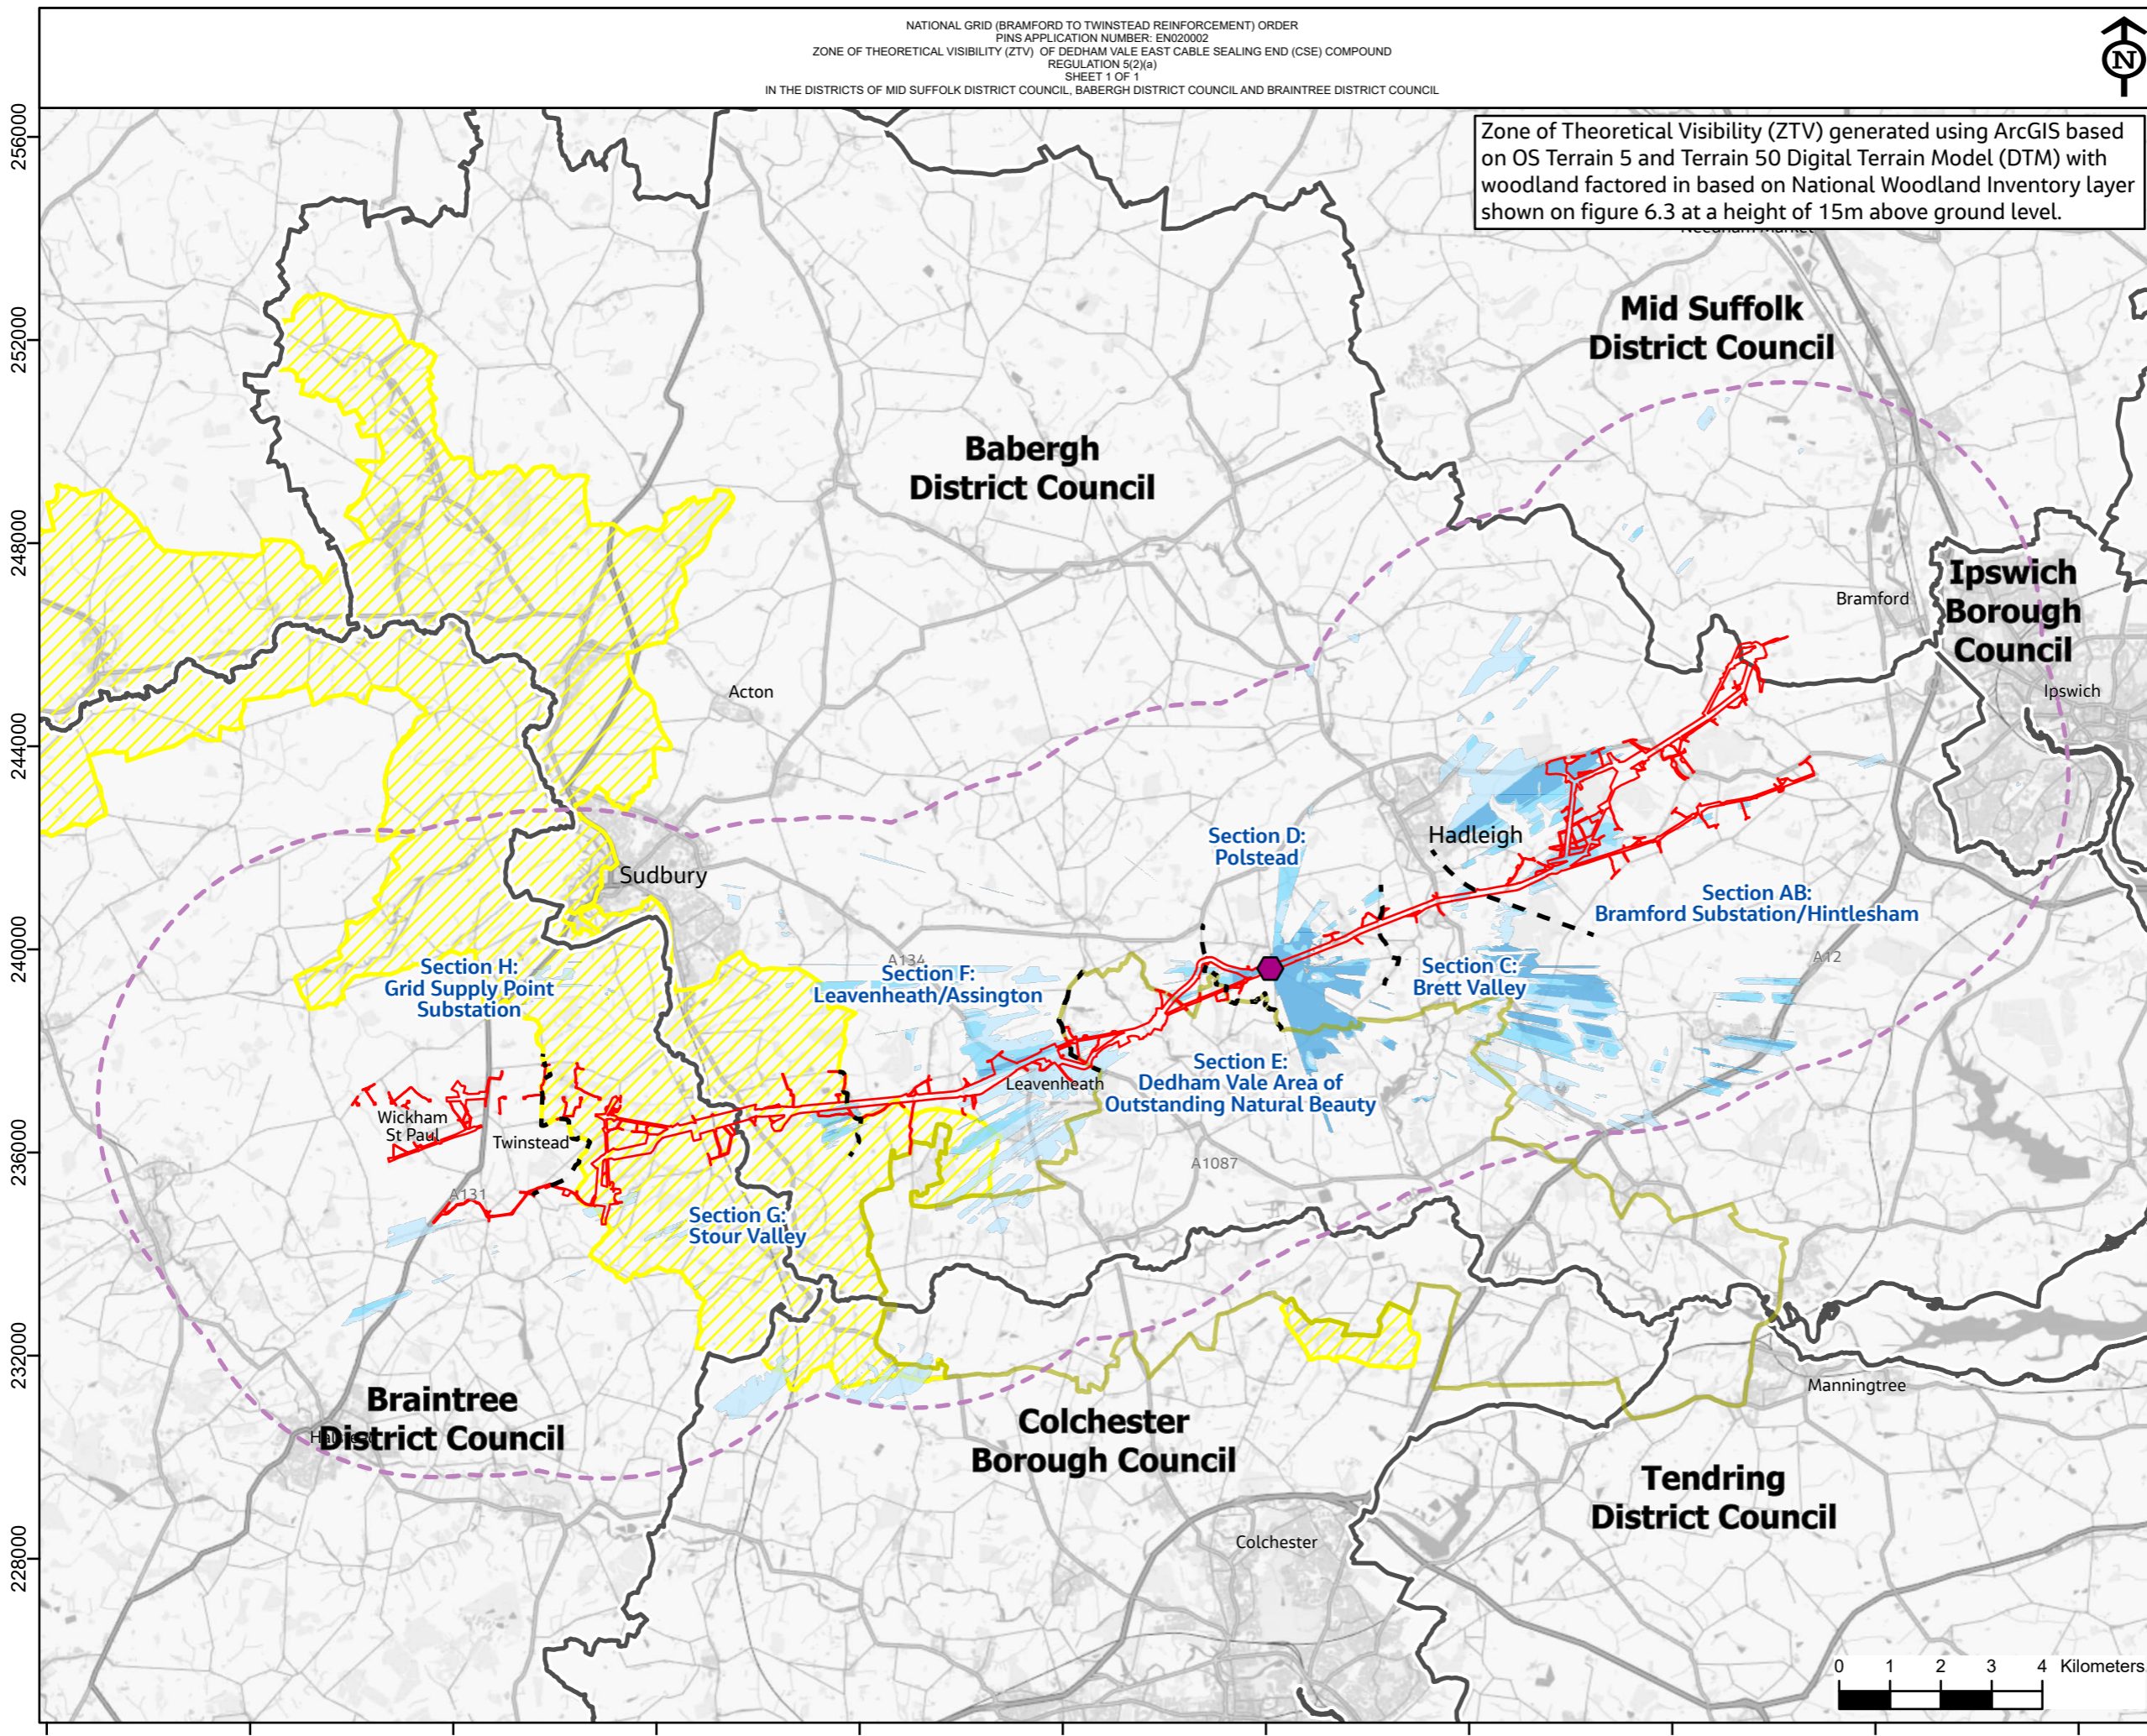 NATIONAL GRID (BRAMFORD TO TWINSTEAD REINFORCEMENT) ORDER
PINS APPLICATION NUMBER: EN020002
ZONE OF THEORETICAL VISIBILITY (ZTV) OF DEDHAM VALE EAST CABLE SEALING END (CSE) COMPOUND
REGULATION 5(2)(a)
SHEET 1 OF 1
IN THE DISTRICTS OF MID SUFFOLK DISTRICT COUNCIL, BABERGH DISTRICT COUNCIL AND BRAINTREE DISTRICT COUNCIL
N
Zone of Theoretical Visibility (ZTV) generated using ArcGIS based
on OS Terrain 5 and Terrain 50 Digital Terrain Model (DTM) with
woodland factored in based on National Woodland Inventory layer
shown on figure 6.3 at a height of 15m above ground level.
Needham Market
256000
252000
248000
244000
240000
236000
232000
228000
Mid Suffolk
District Council
Babergh
District Council
Ipswich
Borough
Council
Bramford
Ipswich
Acton
Sudbury
Hadleigh
Section D:
Polstead
Section AB:
Bramford Substation/Hintlesham
A12
A134
Section H:
Grid Supply Point
Substation
Section F:
Leavenheath/Assington
Section C:
Brett Valley
Section E:
Dedham Vale Area of
Outstanding Natural Beauty
Leavenheath
Wickham
St Paul
Twinstead
A1087
A131
Section G:
Stour Valley
Braintree
District Council
Colchester
Borough Council
Manningtree
Tendring
District Council
Colchester
0 1 2 3 4 Kilometers